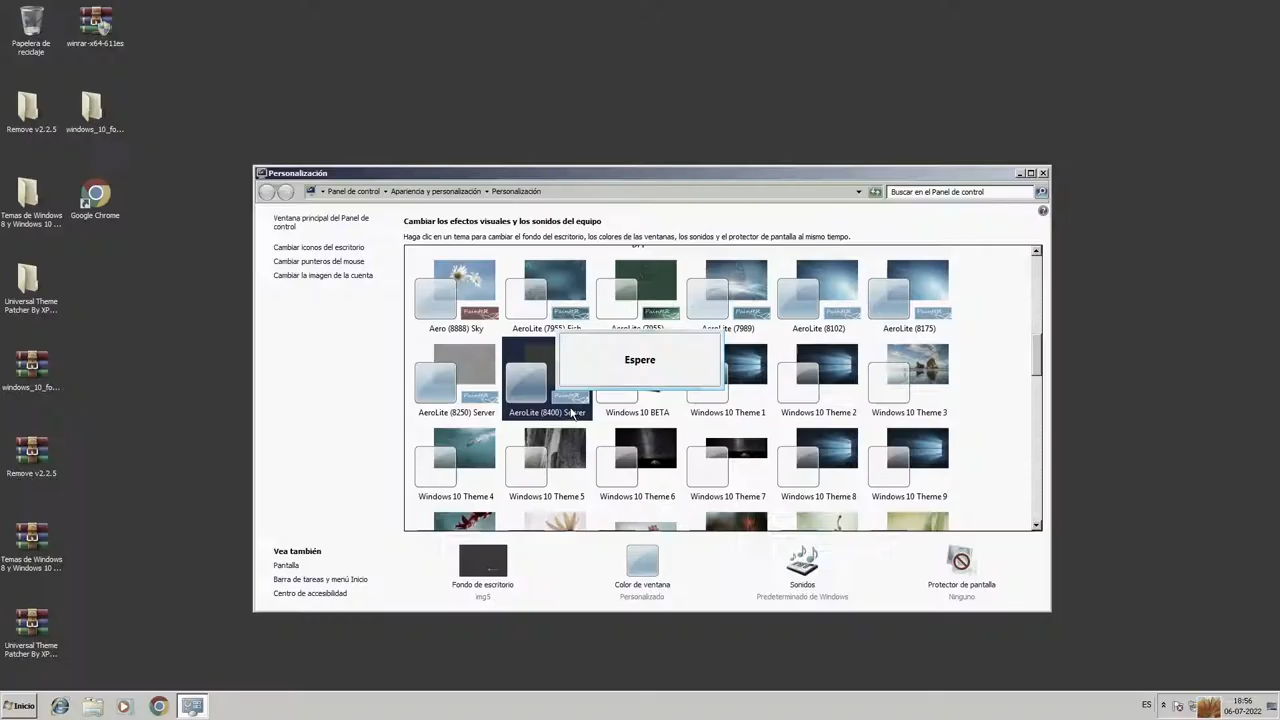 Papelera de
reciclaje
winrar-x64-611es
Remove v2.2.5
windows_10_fo...
Temas de Windows
8 y Windows 10 ...
Google Chrome
Universal Theme
Patcher By XP...
windows_10_fo...
Remove v2.2.5
Temas de Windows
8 y Windows 10 ...
Universal Theme
Patcher By XP...
Personalización
Panel de control
Apariencia y personalización
Personalización
Buscar en el Panel de control
Ventana principal del Panel de
control
Cambiar iconos del escritorio
Cambiar punteros del mouse
Cambiar la imagen de la cuenta
Cambiar los efectos visuales y los sonidos del equipo
Haga clic en un tema para cambiar el fondo del escritorio, los colores de las ventanas, los sonidos y el protector de pantalla al mismo tiempo.
Aero (8888) Sky
AeroLite (7955) Fish
AeroLite (7955)
AeroLite (7989)
AeroLite (8102)
AeroLite (8175)
Espere
AeroLite (8250) Server
AeroLite (8400) Server
Windows 10 BETA
Windows 10 Theme 1
Windows 10 Theme 2
Windows 10 Theme 3
Windows 10 Theme 4
Windows 10 Theme 5
Windows 10 Theme 6
Windows 10 Theme 7
Windows 10 Theme 8
Windows 10 Theme 9
Vea también
Pantalla
Barra de tareas y menú Inicio
Centro de accesibilidad
Fondo de escritorio
img5
Color de ventana
Personalizado
Sonidos
Predeterminado de Windows
Protector de pantalla
Ninguno
Inicio
ES
18:56
06-07-2022